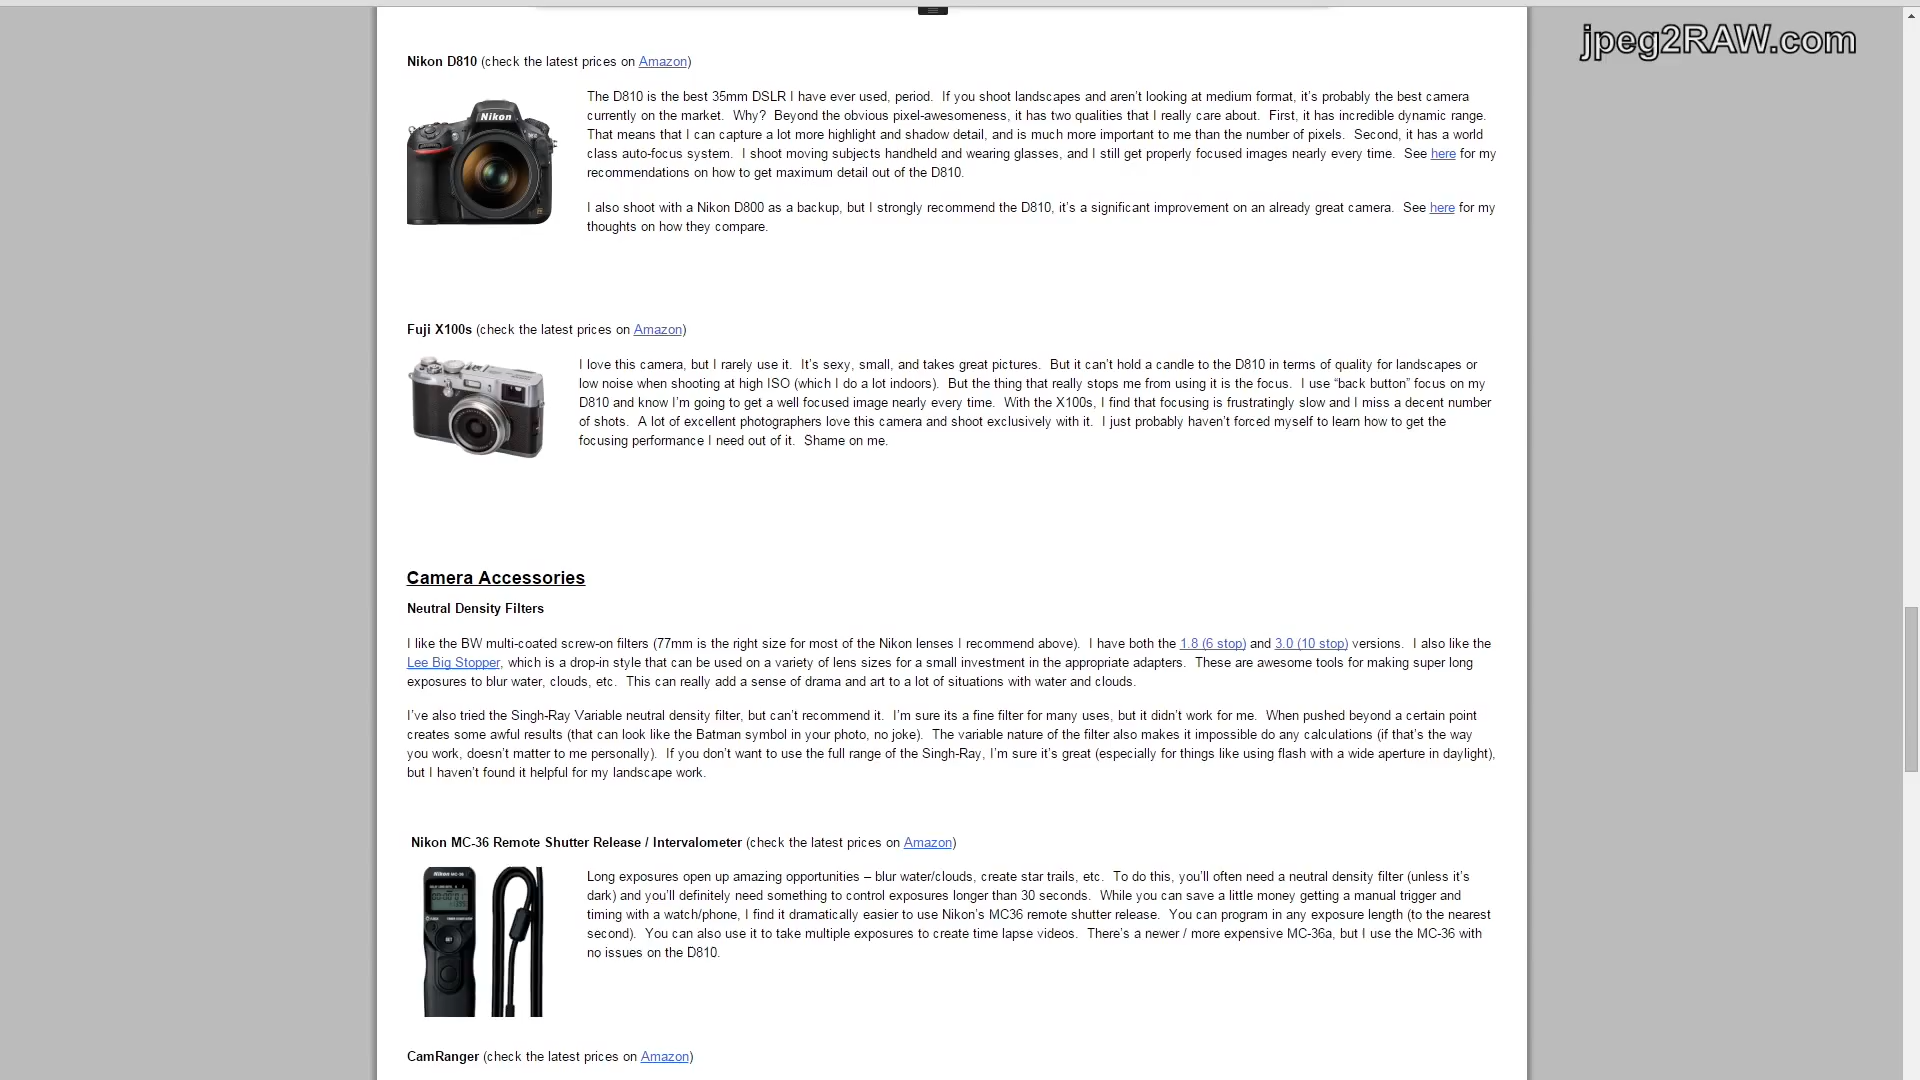 jpeg2RAW.com
Nikon D810 (check the latest prices on Amazon)
Nikon
The D810 is the best 35mm DSLR I have ever used, period.  If you shoot landscapes and aren’t looking at medium format, it’s probably the best camera
currently on the market.  Why?  Beyond the obvious pixel-awesomeness, it has two qualities that I really care about.  First, it has incredible dynamic range.
That means that I can capture a lot more highlight and shadow detail, and is much more important to me than the number of pixels.  Second, it has a world
class auto-focus system.  I shoot moving subjects handheld and wearing glasses, and I still get properly focused images nearly every time.  See here for my
recommendations on how to get maximum detail out of the D810.
I also shoot with a Nikon D800 as a backup, but I strongly recommend the D810, it’s a significant improvement on an already great camera.  See here for my
thoughts on how they compare.
Fuji X100s (check the latest prices on Amazon)
I love this camera, but I rarely use it.  It’s sexy, small, and takes great pictures.  But it can’t hold a candle to the D810 in terms of quality for landscapes or
low noise when shooting at high ISO (which I do a lot indoors).  But the thing that really stops me from using it is the focus.  I use “back button” focus on my
D810 and know I’m going to get a well focused image nearly every time.  With the X100s, I find that focusing is frustratingly slow and I miss a decent number
of shots.  A lot of excellent photographers love this camera and shoot exclusively with it.  I just probably haven’t forced myself to learn how to get the
focusing performance I need out of it.  Shame on me.
Camera Accessories
Neutral Density Filters
I like the BW multi-coated screw-on filters (77mm is the right size for most of the Nikon lenses I recommend above).  I have both the 1.8 (6 stop) and 3.0 (10 stop) versions.  I also like the
Lee Big Stopper, which is a drop-in style that can be used on a variety of lens sizes for a small investment in the appropriate adapters.  These are awesome tools for making super long
exposures to blur water, clouds, etc.  This can really add a sense of drama and art to a lot of situations with water and clouds.
I’ve also tried the Singh-Ray Variable neutral density filter, but can’t recommend it.  I’m sure its a fine filter for many uses, but it didn’t work for me.  When pushed beyond a certain point
creates some awful results (that can look like the Batman symbol in your photo, no joke).  The variable nature of the filter also makes it impossible do any calculations (if that’s the way
you work, doesn’t matter to me personally).  If you don’t want to use the full range of the Singh-Ray, I’m sure it’s great (especially for things like using flash with a wide aperture in daylight),
but I haven’t found it helpful for my landscape work.
Nikon MC-36 Remote Shutter Release / Intervalometer (check the latest prices on Amazon)
Nikon MC-36
Long exposures open up amazing opportunities – blur water/clouds, create star trails, etc.  To do this, you’ll often need a neutral density filter (unless it’s
dark) and you’ll definitely need something to control exposures longer than 30 seconds.  While you can save a little money getting a manual trigger and
timing with a watch/phone, I find it dramatically easier to use Nikon’s MC36 remote shutter release.  You can program in any exposure length (to the nearest
second).  You can also use it to take multiple exposures to create time lapse videos.  There’s a newer / more expensive MC-36a, but I use the MC-36 with
no issues on the D810.
CamRanger (check the latest prices on Amazon)